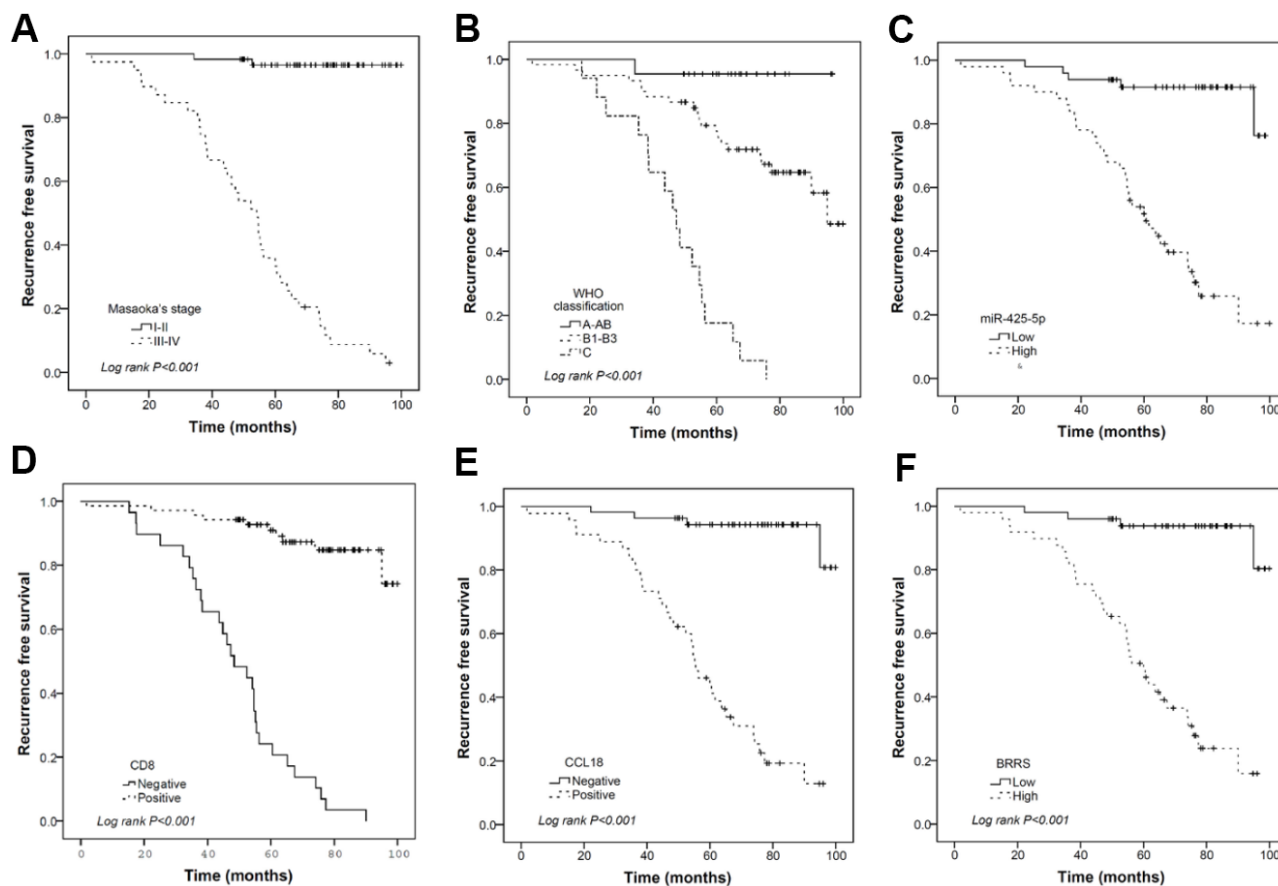 A
Recurrence free survival
1.0
0.8
0.6
0.4
0.2
0.0
Masaoka's stage
I-II
III-IV
Log rank P<0.001
0 20 40 60 80 100
Time (months)
B
Recurrence free survival
1.0
0.8
0.6
0.4
0.2
0.0
WHO
classification
A-AB
B1-B3
C
Log rank P<0.001
0 20 40 60 80 100
Time (months)
C
Recurrence free survival
1.0
0.8
0.6
0.4
0.2
0.0
miR-425-5p
Low
High
&
0 20 40 60 80 100
Time (months)
D
Recurrence free survival
1.0
0.8
0.6
0.4
0.2
0.0
CD8
Negative
Positive
Log rank P<0.001
0 20 40 60 80 100
Time (months)
E
Recurrence free survival
1.0
0.8
0.6
0.4
0.2
0.0
CCL18
Negative
Positive
Log rank P<0.001
0 20 40 60 80 100
Time (months)
F
Recurrence free survival
1.0
0.8
0.6
0.4
0.2
0.0
BRRS
Low
High
Log rank P<0.001
0 20 40 60 80 100
Time (months)